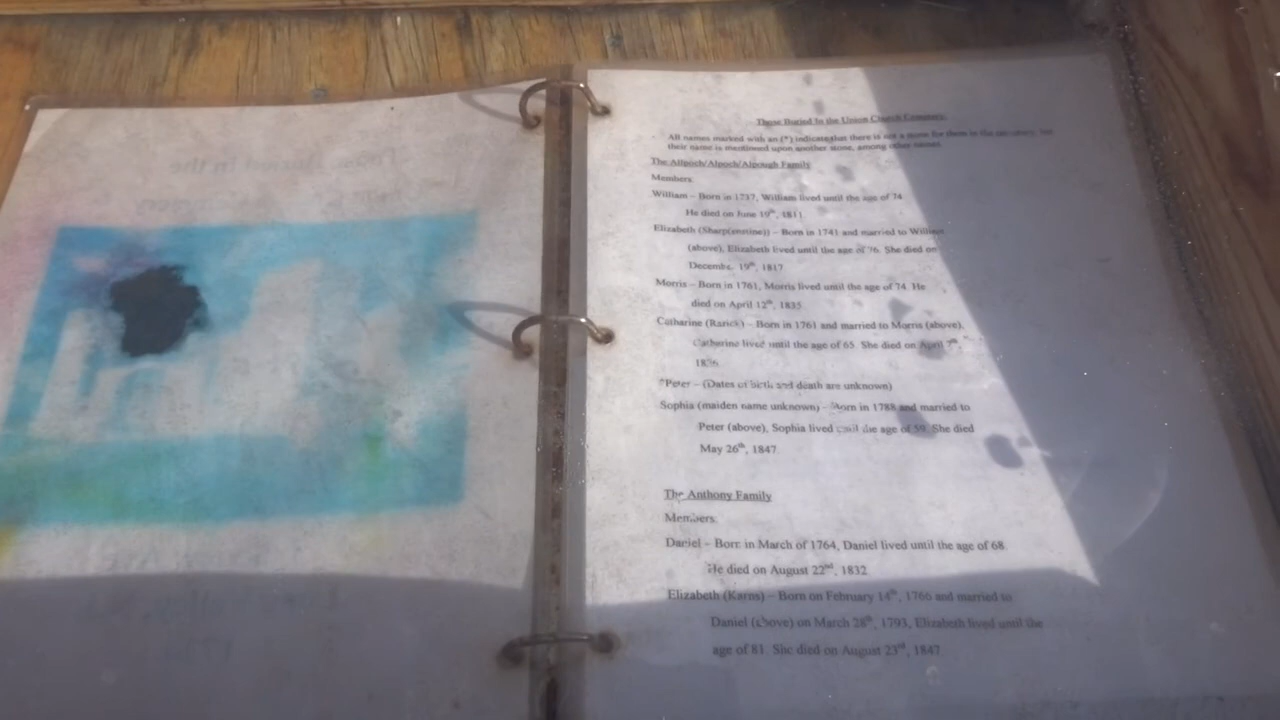 Those Buried In the Union Church Cemetery
All names marked with an (*) indicate that there is not a stone for them in the cemetery, but
their name is mentioned upon another stone, among other names
The Allpoch/Alpoch/Alpough Family
Members:
William – Born in 1737, William lived until the age of 74
He died on June 19th, 1811
Elizabeth (Sharp(enstine)) – Born in 1741 and married to William
(above), Elizabeth lived until the age of 76. She died on
December 19th, 1817
Morris – Born in 1761, Morris lived until the age of 74. He
died on April 12th, 1835
Catharine (Rarick) – Born in 1761 and married to Morris (above),
Catharine lived until the age of 65. She died on April 7th,
*Peter – (Dates of birth and death are unknown)
Sophia (maiden name unknown) – Born in 1788 and married to
Peter (above), Sophia lived until the age of 59. She died
May 26th, 1847
The Anthony Family
Members:
Daniel – Born in March of 1764, Daniel lived until the age of 68.
He died on August 22nd, 1832
Elizabeth (Karns) – Born on February 14th, 1766 and married to
Daniel (above) on March 28th, 1793, Elizabeth lived until the
age of 81. She died on August 23rd, 1847